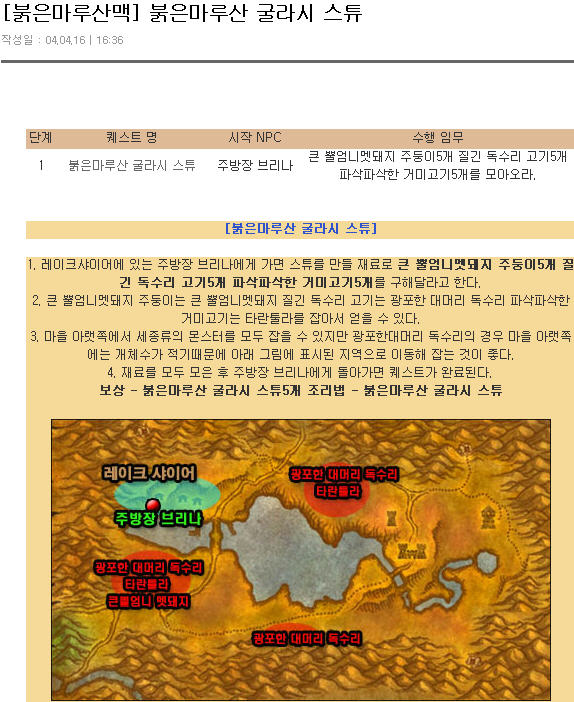 [붉은마루산맥] 붉은마루산 굴라시 스튜
작성일 : 04.04.16 | 16:36
단계 퀘스트 명 시작 NPC 수행 임무
1 붉은마루산 굴라시 스튜 주방장 브리나 큰 뿔엄니멧돼지 주둥이5개 질긴 독수리 고기5개
파삭파삭한 거미고기5개를 모아오라.
[붉은마루산 굴라시 스튜]
1. 레이크샤이어에 있는 주방장 브리나에게 가면 스튜를 만들 재료로 큰 뿔엄니멧돼지 주둥이5개 질
긴 독수리 고기5개 파삭파삭한 거미고기5개를 구해달라고 한다.
2. 큰 뿔엄니멧돼지 주둥이는 큰 뿔엄니멧돼지 질긴 독수리 고기는 광포한 대머리 독수리 파삭파삭한
거미고기는 타란툴라를 잡아서 얻을 수 있다.
3. 마을 아랫쪽에서 세종류의 몬스터를 모두 잡을 수 있지만 광포한대머리 독수리의 경우 마을 아랫쪽
에는 개체수가 적기때문에 아래 그림에 표시된 지역으로 이동해 잡는 것이 좋다.
4. 재료를 모두 모은 후 주방장 브리나에게 돌아가면 퀘스트가 완료된다.
보상 - 붉은마루산 굴라시 스튜5개 조리법 - 붉은마루산 굴라시 스튜
레이크 샤이어
주방장 브리나
광포한 대머리 독수리
타란툴라
광포한 대머리 독수리
타란툴라
큰뿔엄니 멧돼지
광포한 대머리 독수리